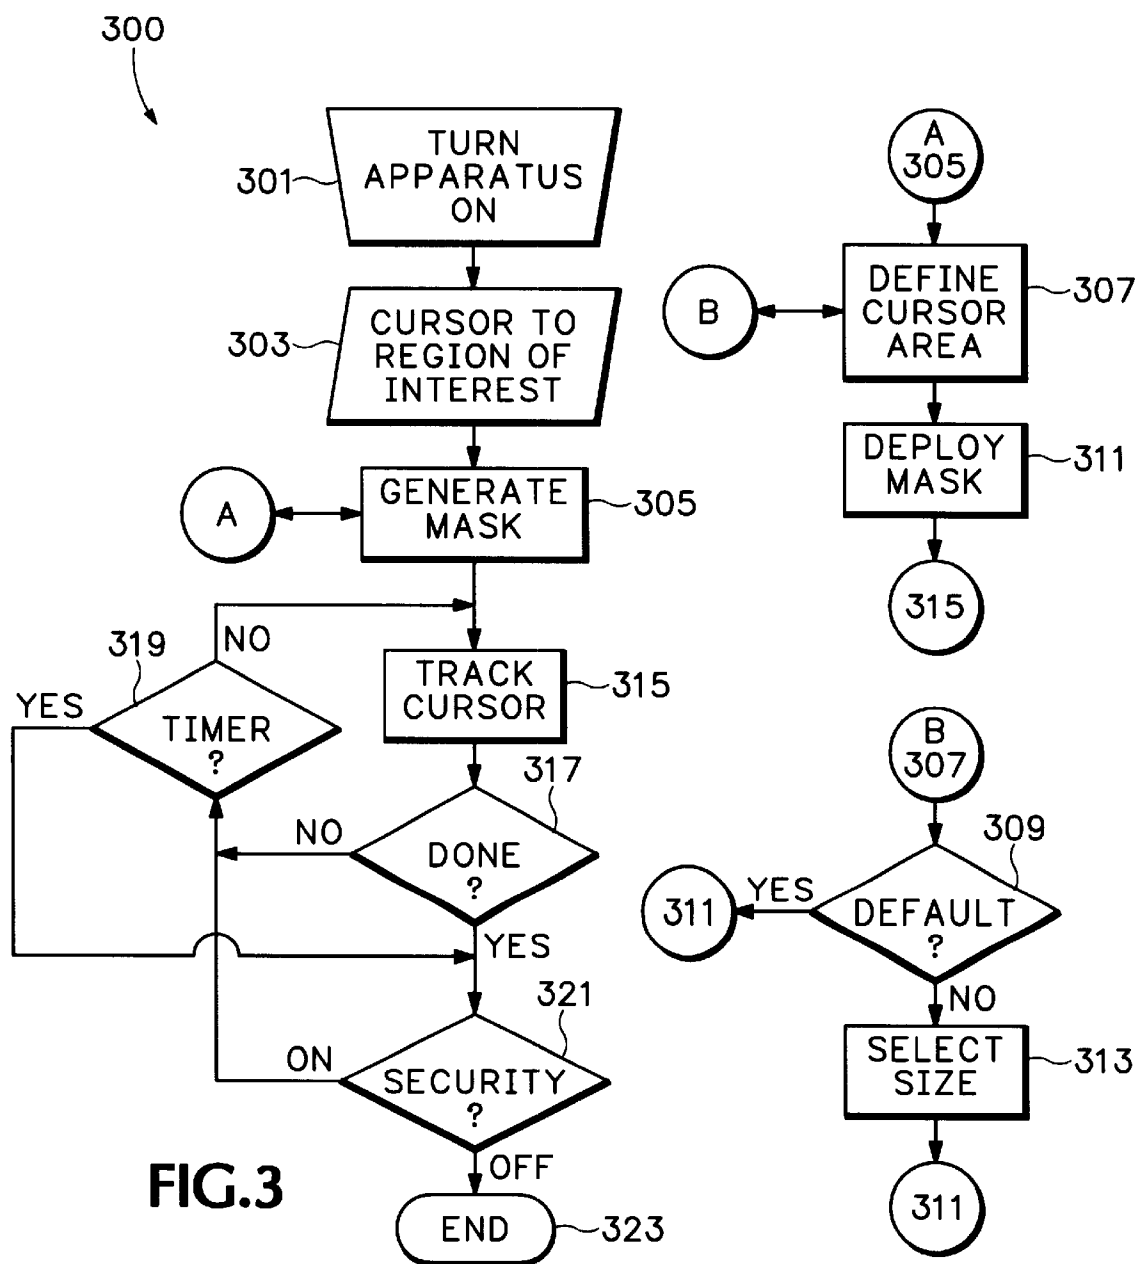 300
TURN
APPARATUS
ON
301
CURSOR TO
REGION OF
INTEREST
303
A
GENERATE
MASK
305
NO
319
YES
TIMER
?
TRACK
CURSOR
315
317
NO
DONE
?
YES
321
ON
SECURITY
?
OFF
END
323
A
305
B
DEFINE
CURSOR
AREA
307
DEPLOY
MASK
311
315
B
307
309
YES
311
DEFAULT
?
NO
SELECT
SIZE
313
311
FIG.3